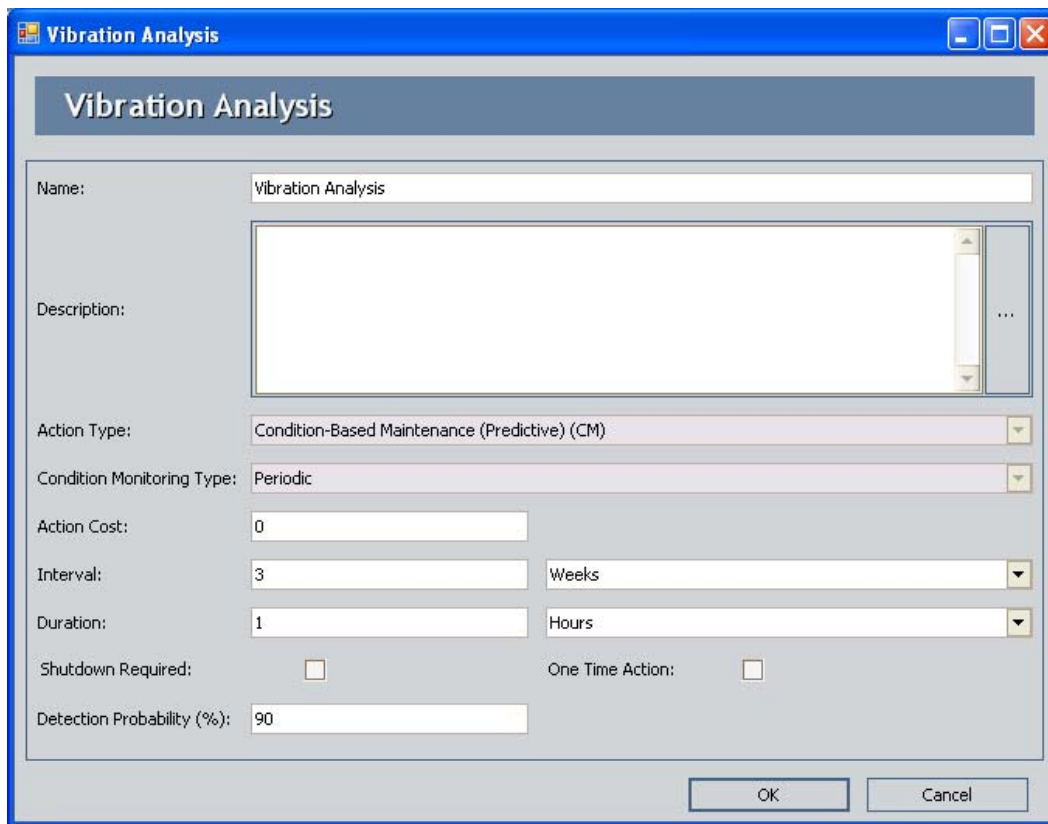 Vibration Analysis
Vibration Analysis
Name: Vibration Analysis
Description: ...
Action Type: Condition-Based Maintenance (Predictive) (CM)
Condition Monitoring Type: Periodic
Action Cost: 0
Interval: 3 Weeks
Duration: 1 Hours
Shutdown Required: One Time Action:
Detection Probability (%): 90
OK Cancel